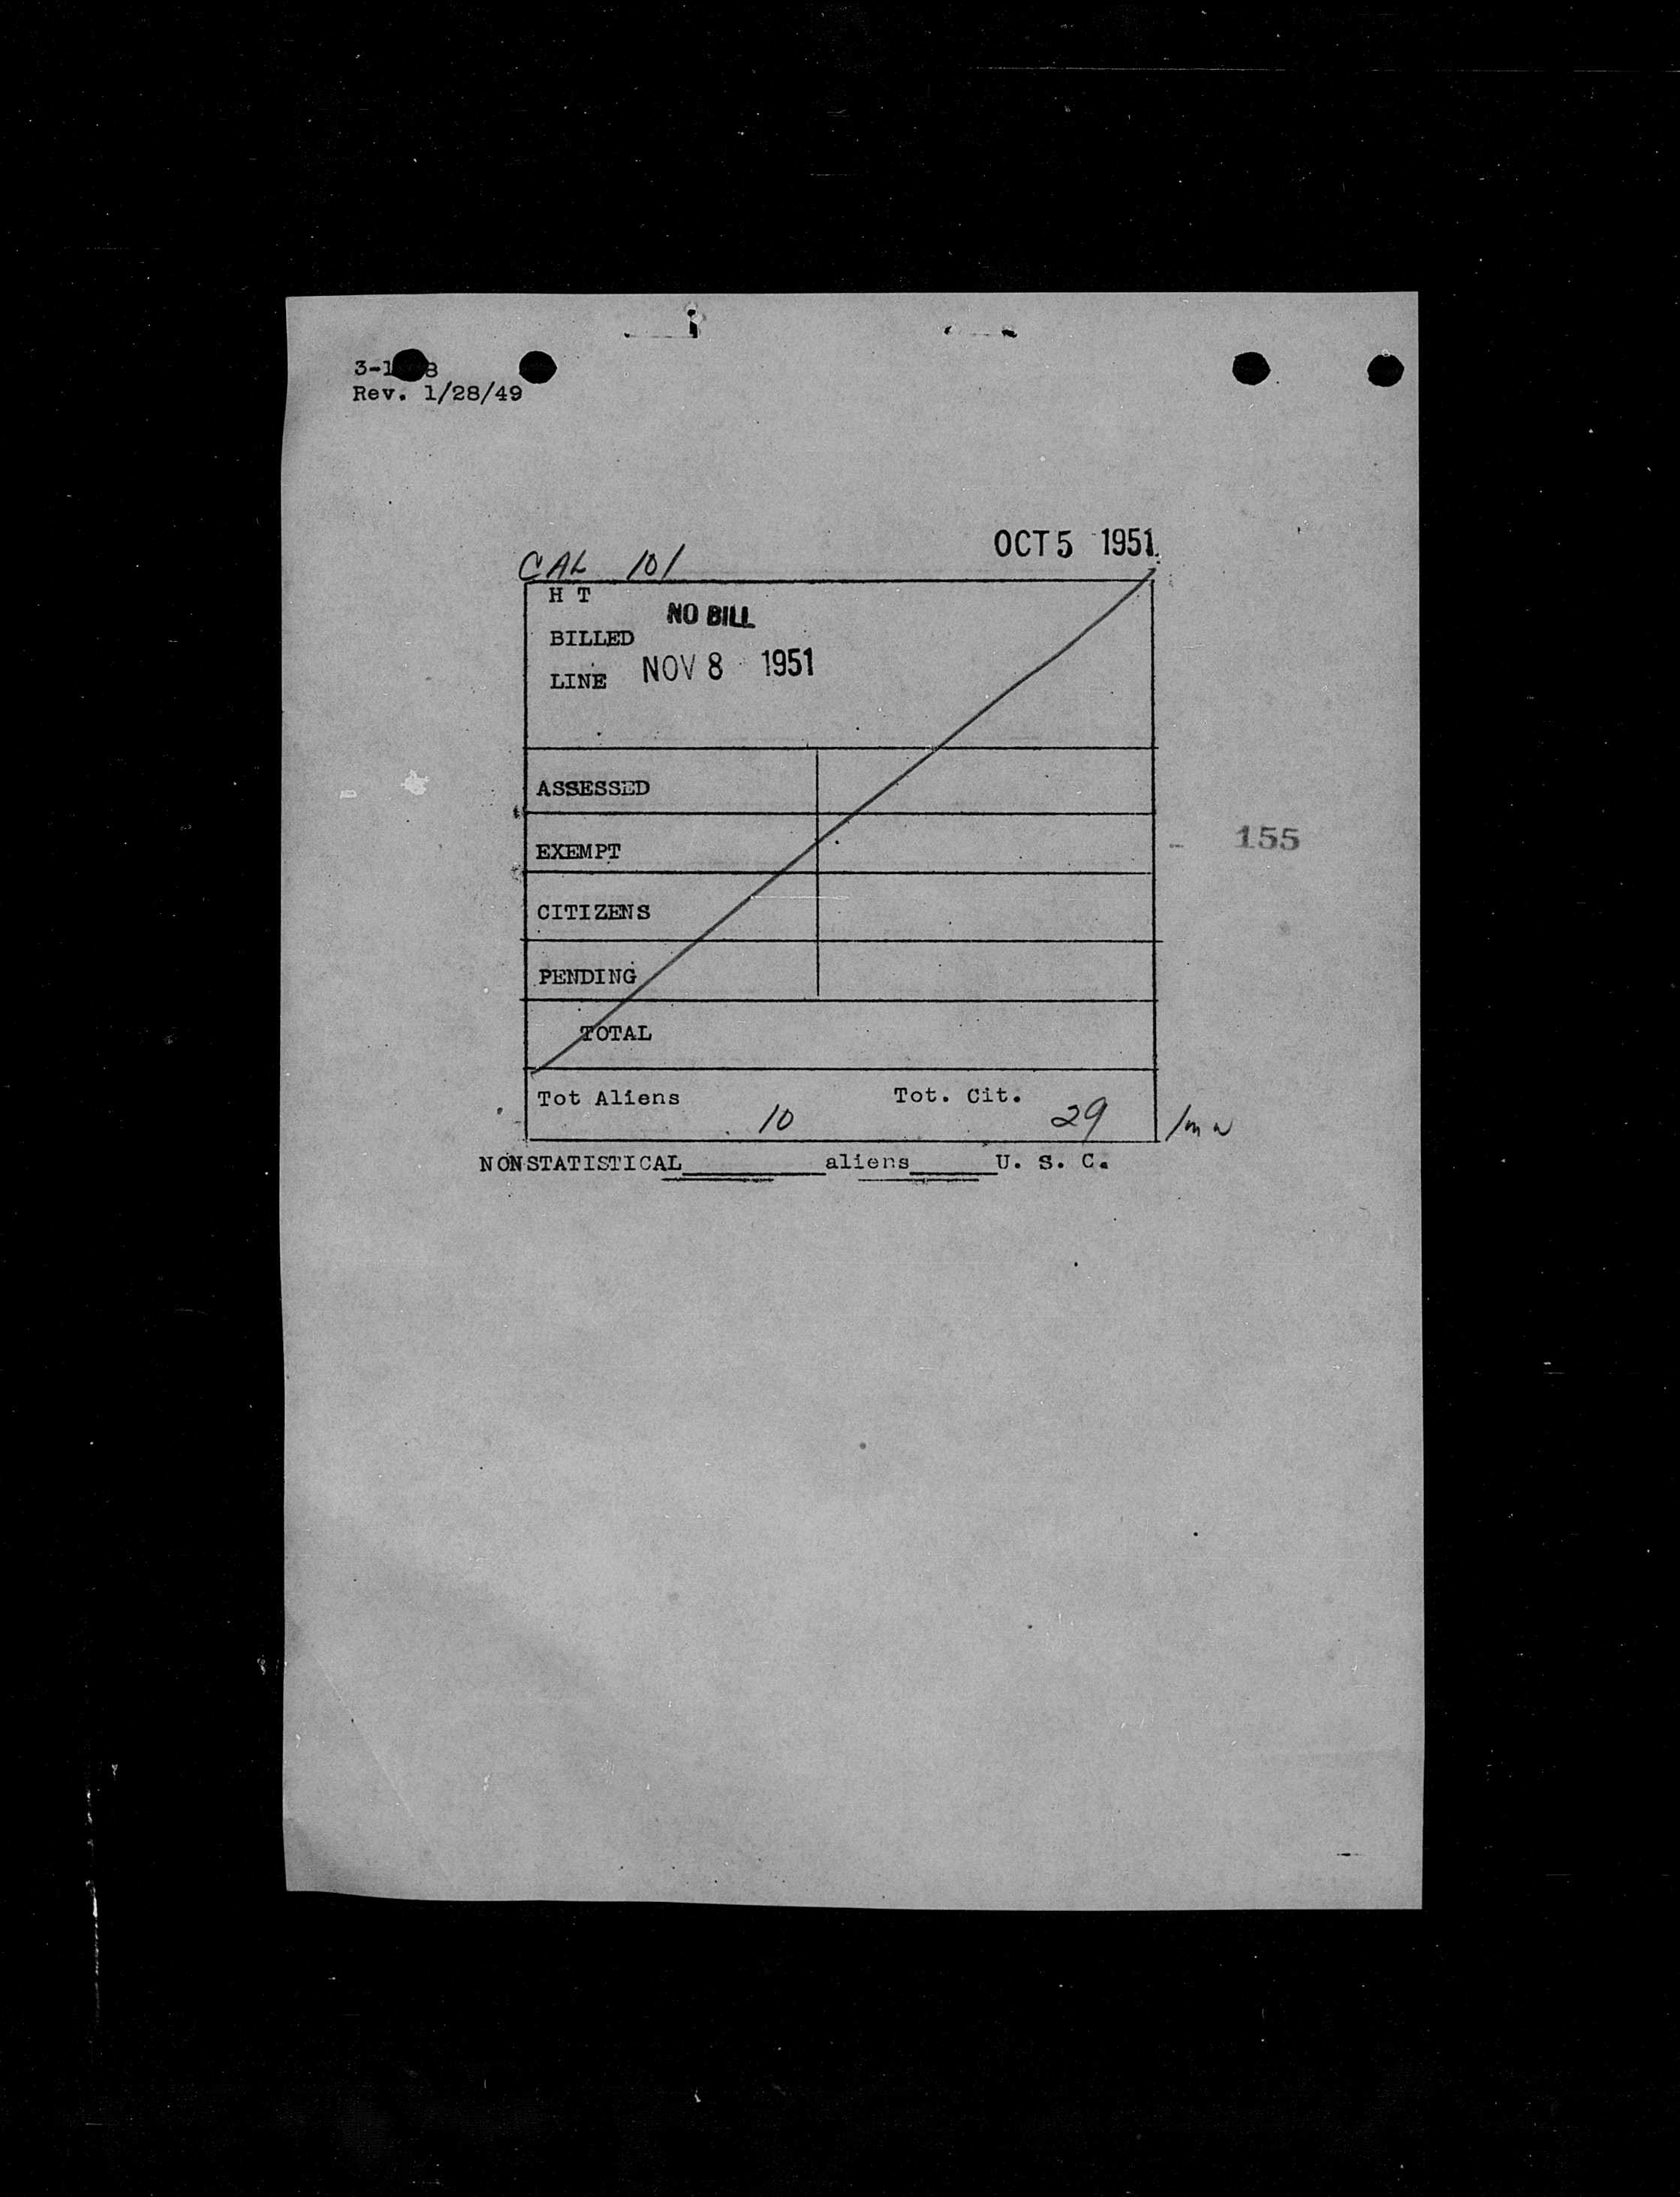 Rev. 1/28/49
OCT 5 1951
CAL 101
H T
NO BILL
BILLED
NOV 8 1951
LINE
ASSESSED
155
EXEMPT
CITIZENS
PENDING
TOTAL
Tot Aliens Tot. Cit.
10 29
NONSTATISTICAL aliens U. S. C.